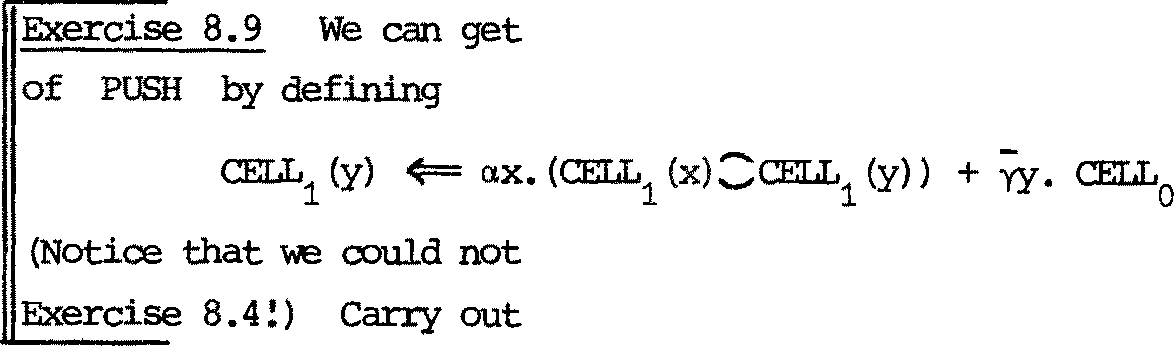 Exercise 8.9 We can get
of PUSH by defining
CELL₁(y) ⟸ αx.(CELL₁(x)⁐CELL₁(y)) + γ̄y. CELL₀
(Notice that we could not
Exercise 8.4!) Carry out